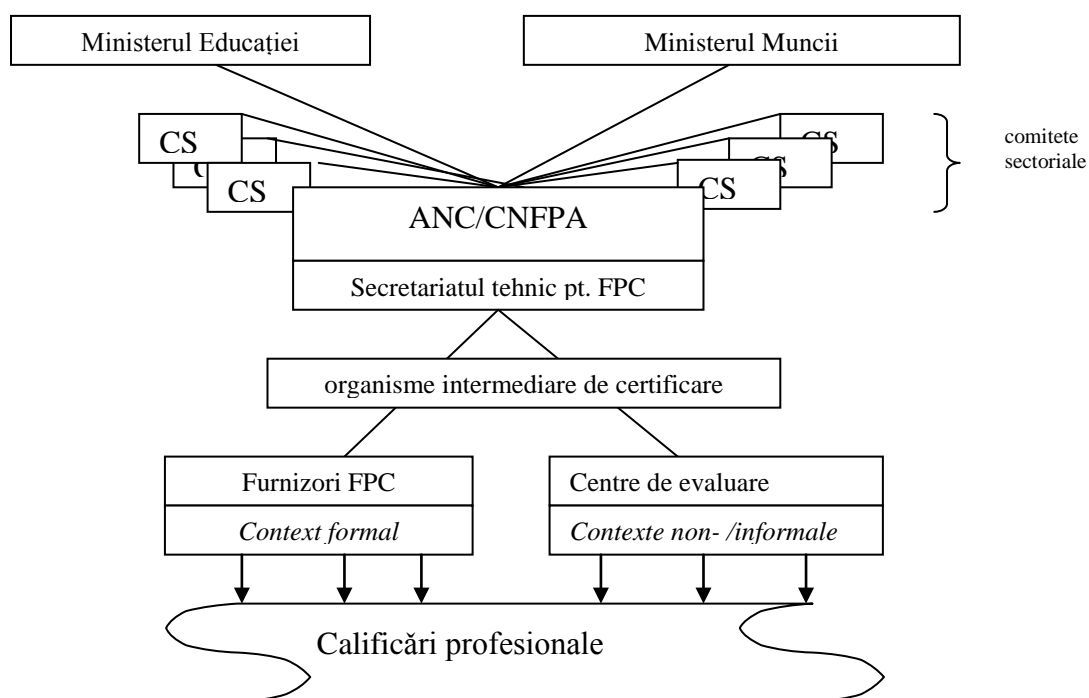 Ministerul Educației
Ministerul Muncii
CS
CS
CS
CS
CS
comitete
sectoriale
ANC/CNFPA
Secretariatul tehnic pt. FPC
organisme intermediare de certificare
Furnizori FPC
Context formal
Centre de evaluare
Contexte non- /informale
Calificări profesionale